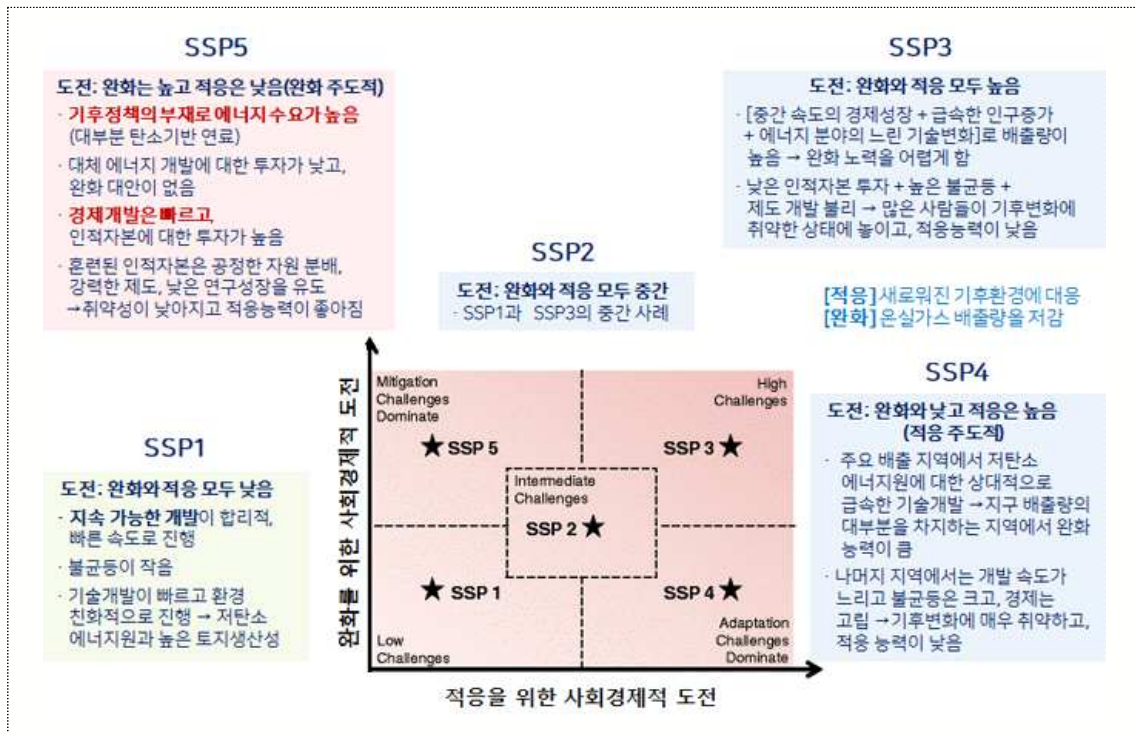 SSP5
도전: 완화는 높고 적응은 낮음(완화 주도적)
· 기후정책의 부재로 에너지 수요가 높음
(대부분 탄소기반 연료)
· 대체 에너지 개발에 대한 투자가 낮고,
완화 대안이 없음
· 경제개발은 빠르고,
인적자본에 대한 투자가 높음
· 훈련된 인적자본은 공정한 자원 분배,
강력한 제도, 낮은 연구성장을 유도
→취약성이 낮아지고 적응능력이 좋아짐
SSP3
도전: 완화와 적응 모두 높음
· [중간 속도의 경제성장 + 급속한 인구증가
+ 에너지 분야의 느린 기술변화]로 배출량이
높음 → 완화 노력을 어렵게 함
· 낮은 인적자본 투자 + 높은 불균등 +
제도 개발 불리 → 많은 사람들이 기후변화에
취약한 상태에 놓이고, 적응능력이 낮음
SSP2
도전: 완화와 적응 모두 중간
· SSP1과 SSP3의 중간 사례
[적응] 새로워진 기후환경에 대응
[완화] 온실가스 배출량을 저감
SSP1
도전: 완화와 적응 모두 낮음
· 지속 가능한 개발이 합리적,
빠른 속도로 진행
· 불균등이 작음
· 기술개발이 빠르고 환경
친화적으로 진행 → 저탄소
에너지원과 높은 토지생산성
SSP4
도전: 완화와 낮고 적응은 높음
(적응 주도적)
· 주요 배출 지역에서 저탄소
에너지원에 대한 상대적으로
급속한 기술개발 →지구 배출량의
대부분을 차지하는 지역에서 완화
능력이 큼
· 나머지 지역에서는 개발 속도가
느리고 불균등은 크고, 경제는
고립 →기후변화에 매우 취약하고,
적응 능력이 낮음
완화를 위한 사회경제적 도전
Mitigation
Challenges
Dominate
High
Challenges
★ SSP 5
SSP 3 ★
Intermediate
Challenges
SSP 2 ★
★ SSP 1
SSP 4 ★
Low
Challenges
Adaptation
Challenges
Dominate
적응을 위한 사회경제적 도전